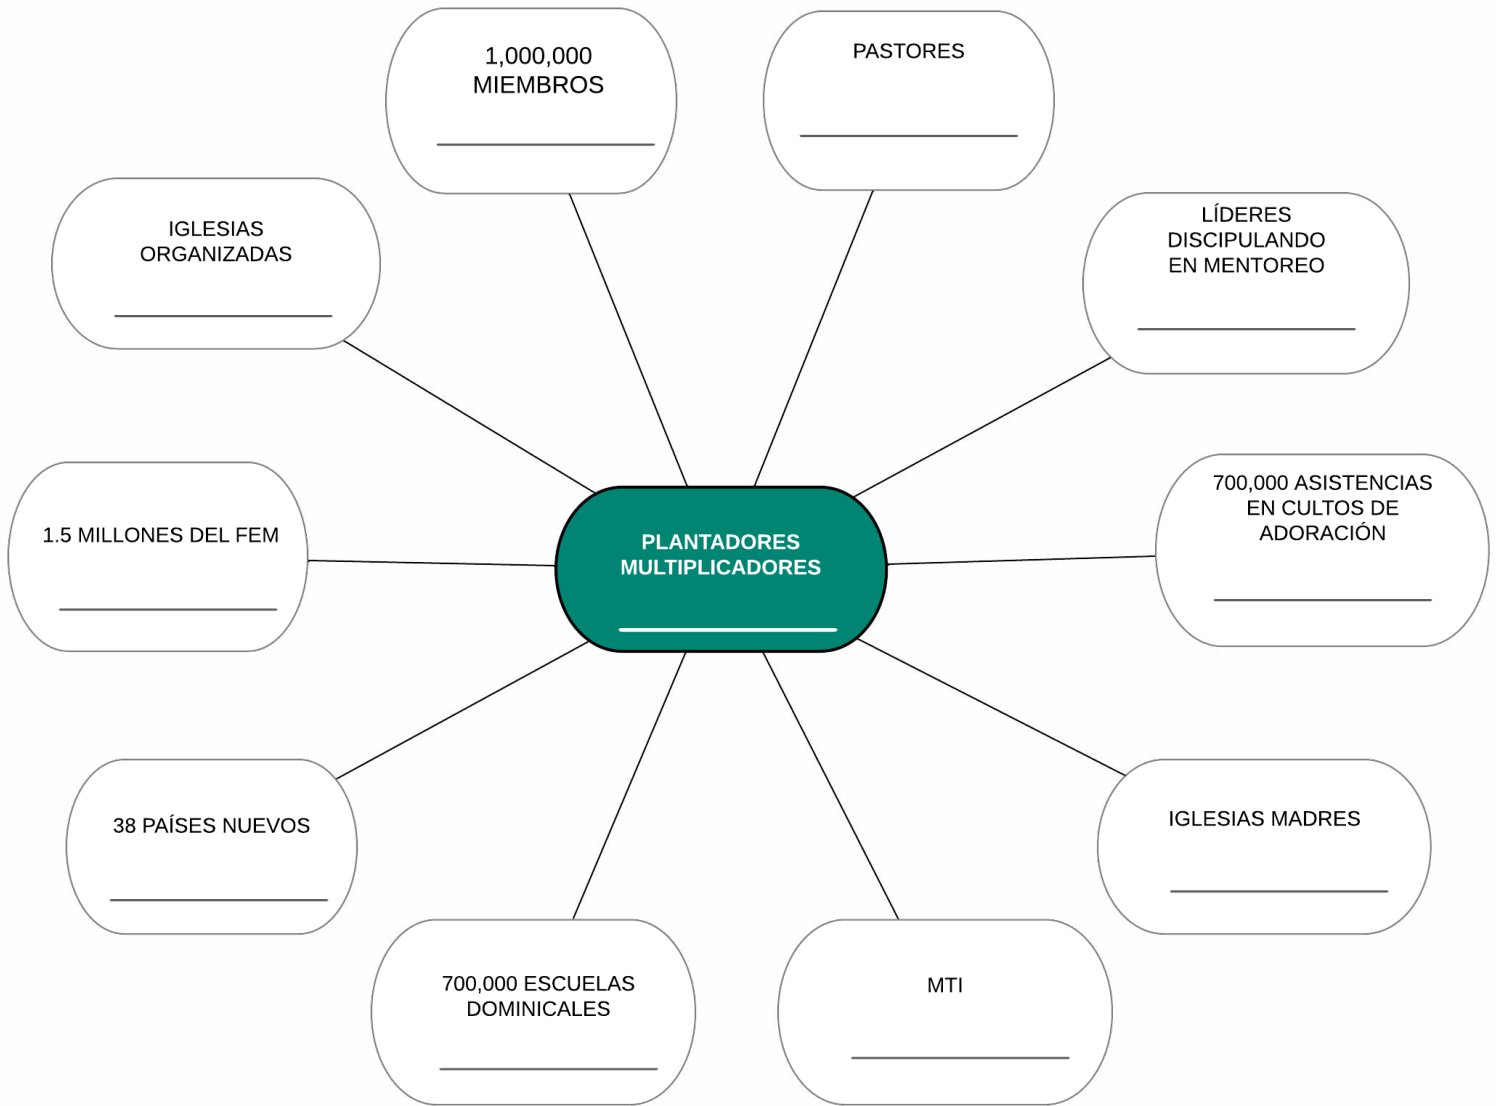 1,000,000
MIEMBROS
PASTORES
LÍDERES
DISCIPULANDO
EN MENTOREO
IGLESIAS
ORGANIZADAS
700,000 ASISTENCIAS
EN CULTOS DE
ADORACIÓN
1.5 MILLONES DEL FEM
PLANTADORES
MULTIPLICADORES
38 PAÍSES NUEVOS
IGLESIAS MADRES
700,000 ESCUELAS
DOMINICALES
MTI